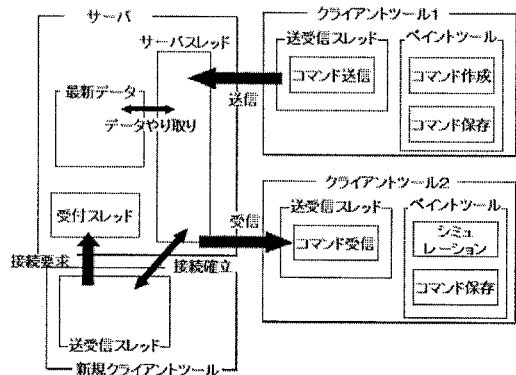 サーバ
サーバスレッド
最新データ
データやり取り
受付スレッド
接続要求
接続確立
送受信スレッド
新規クライアントツール
送信
受信
クライアントツール1
送受信スレッド
コマンド送信
ペイントツール
コマンド作成
コマンド保存
クライアントツール2
送受信スレッド
コマンド受信
ペイントツール
シミュ
レーション
コマンド保存